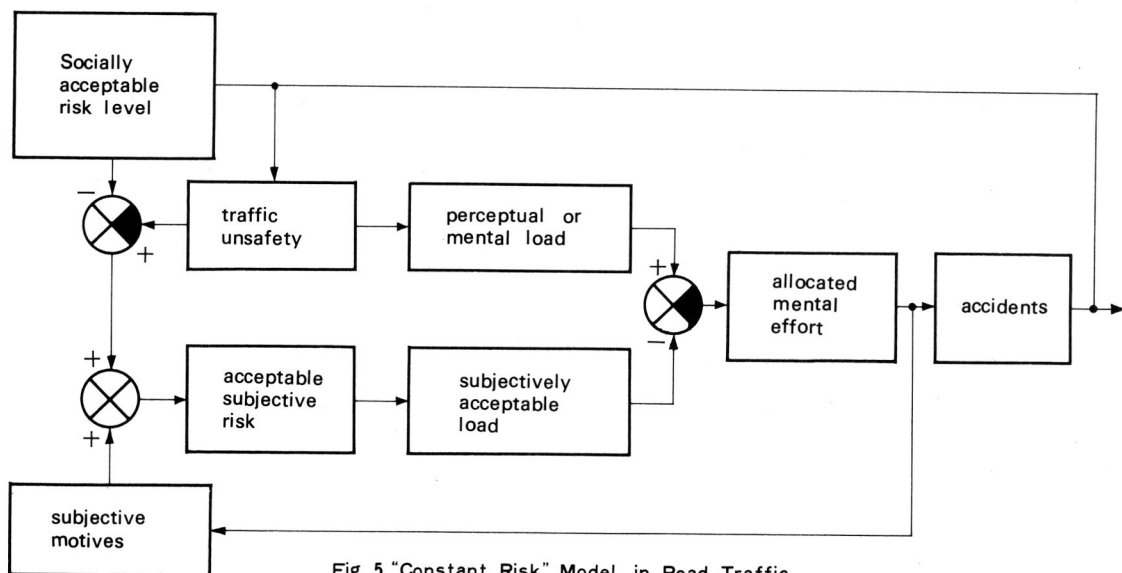 Socially
acceptable
risk level
−
+
traffic
unsafety
perceptual or
mental load
+
−
allocated
mental
effort
accidents
+
+
acceptable
subjective
risk
subjectively
acceptable
load
subjective
motives
Fig. 5 "Constant Risk" Model in Road Traffic